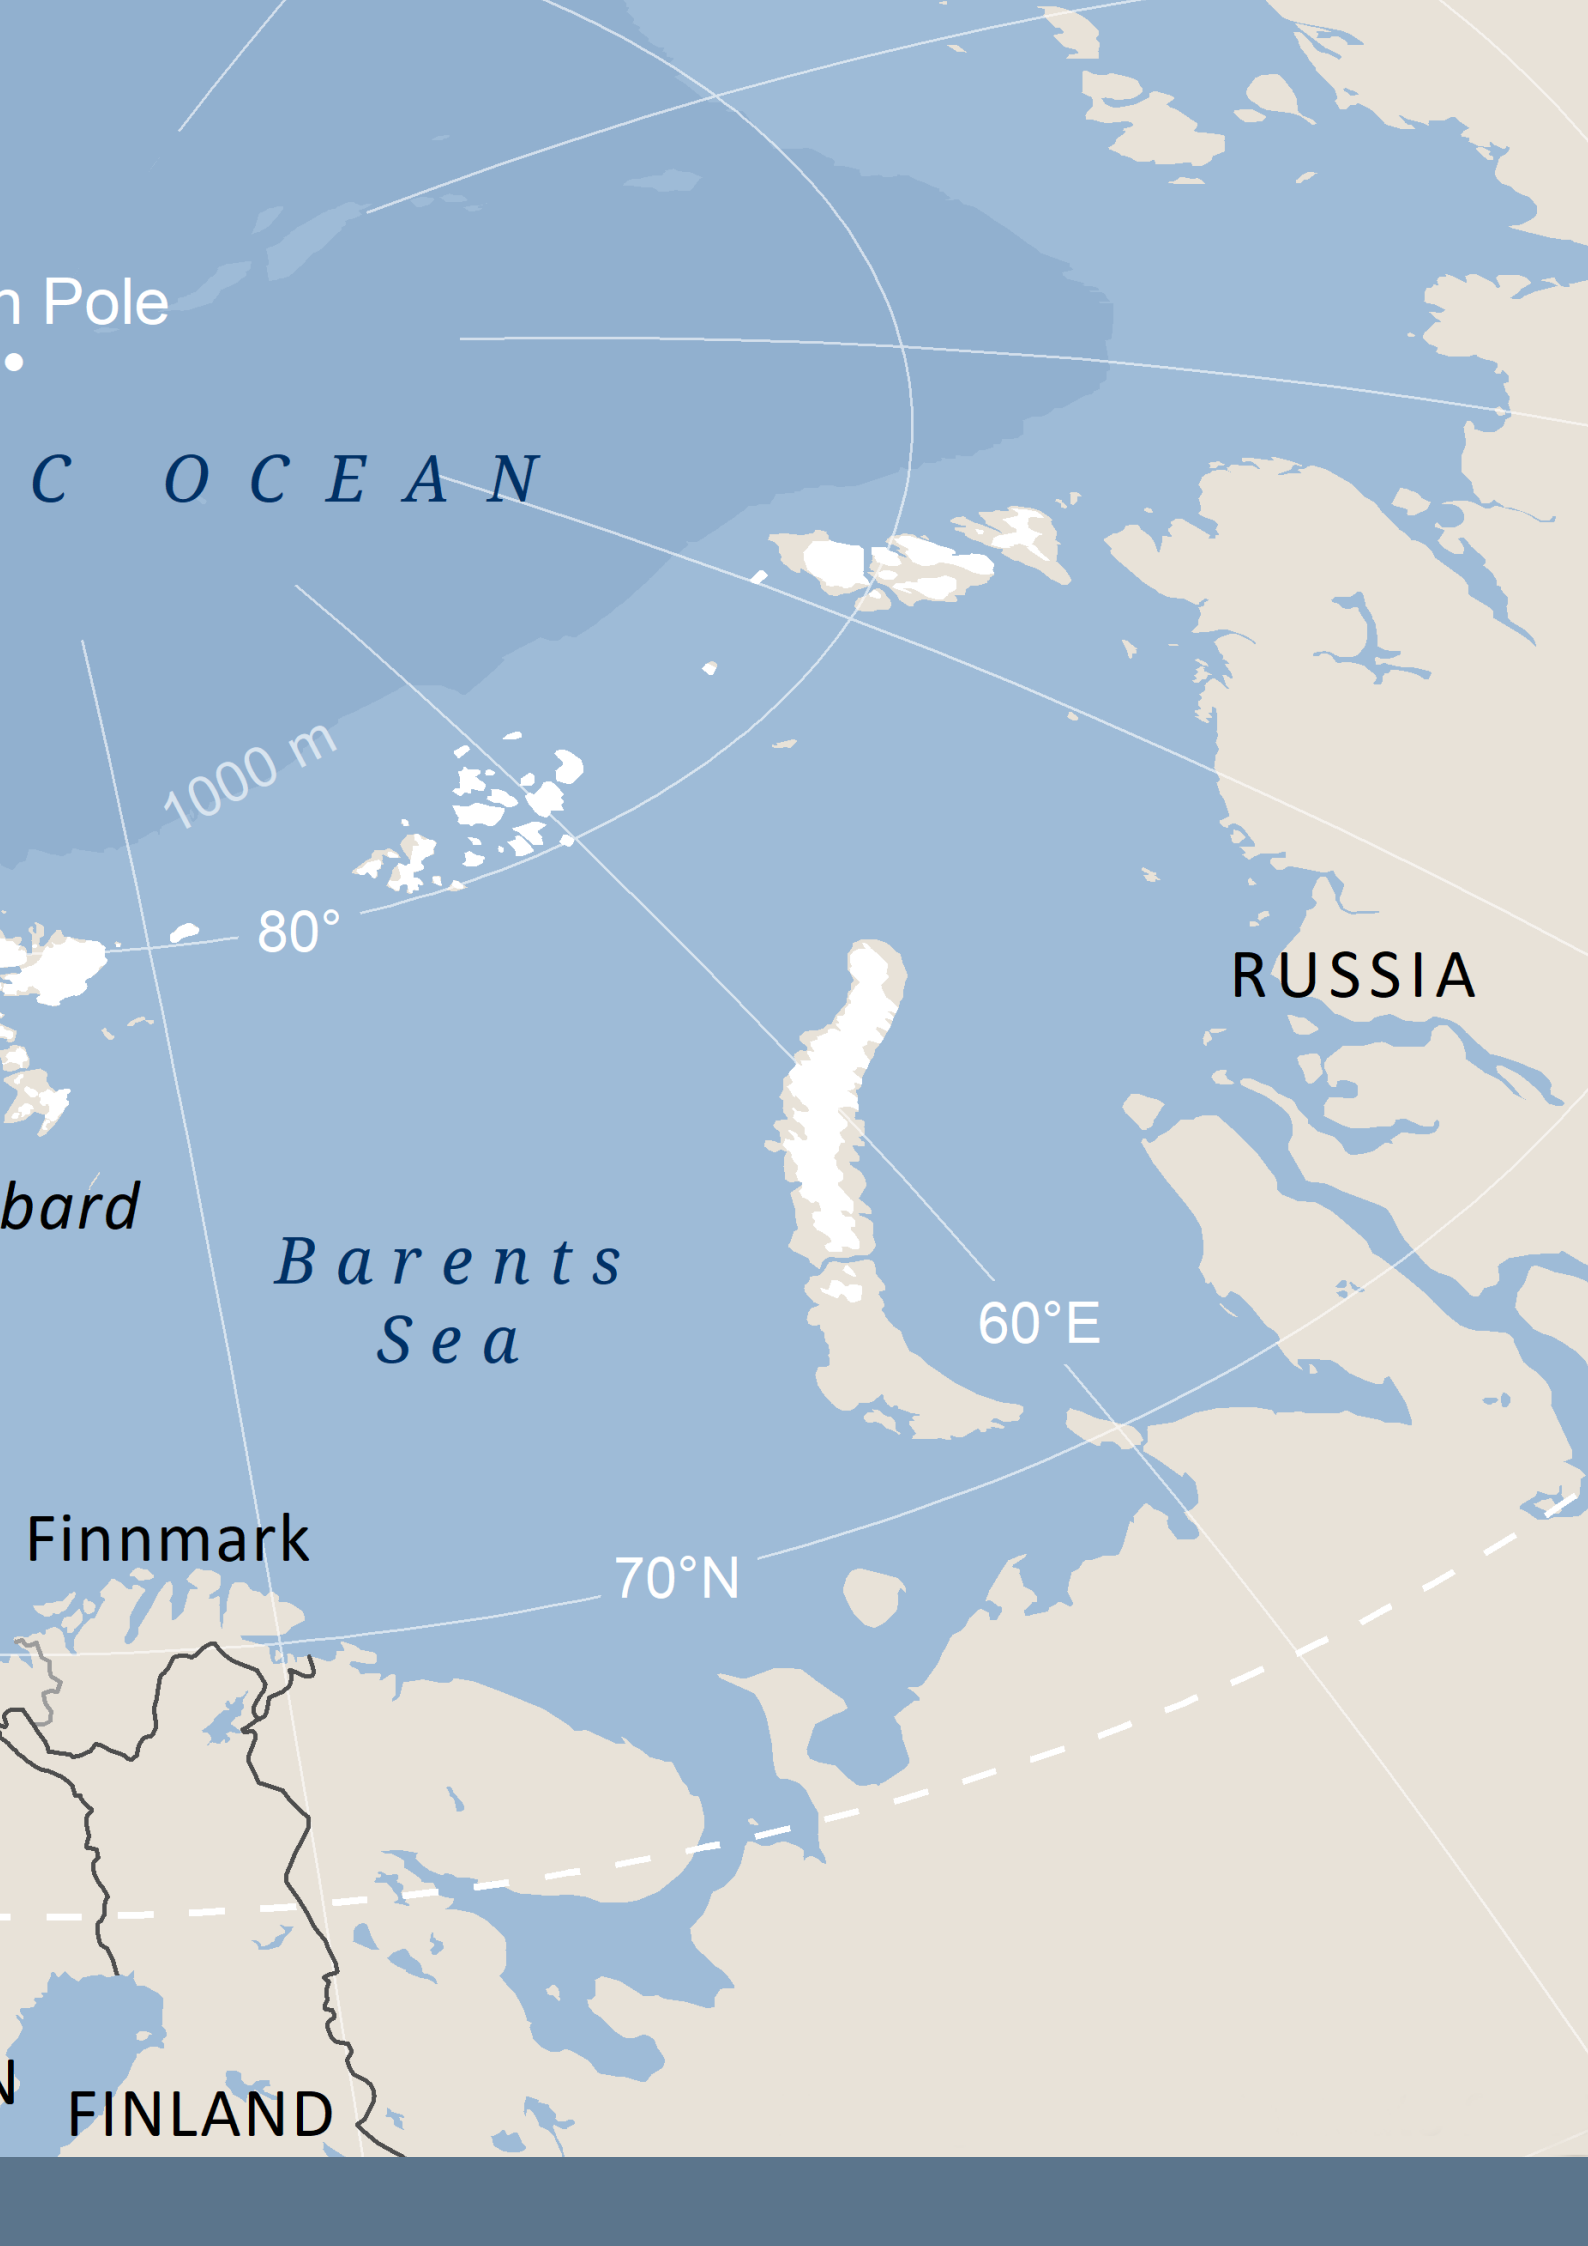 n Pole
C OCEAN
1000 m
80°
RUSSIA
bard
Barents
Sea
60°E
Finnmark
70°N
N
FINLAND